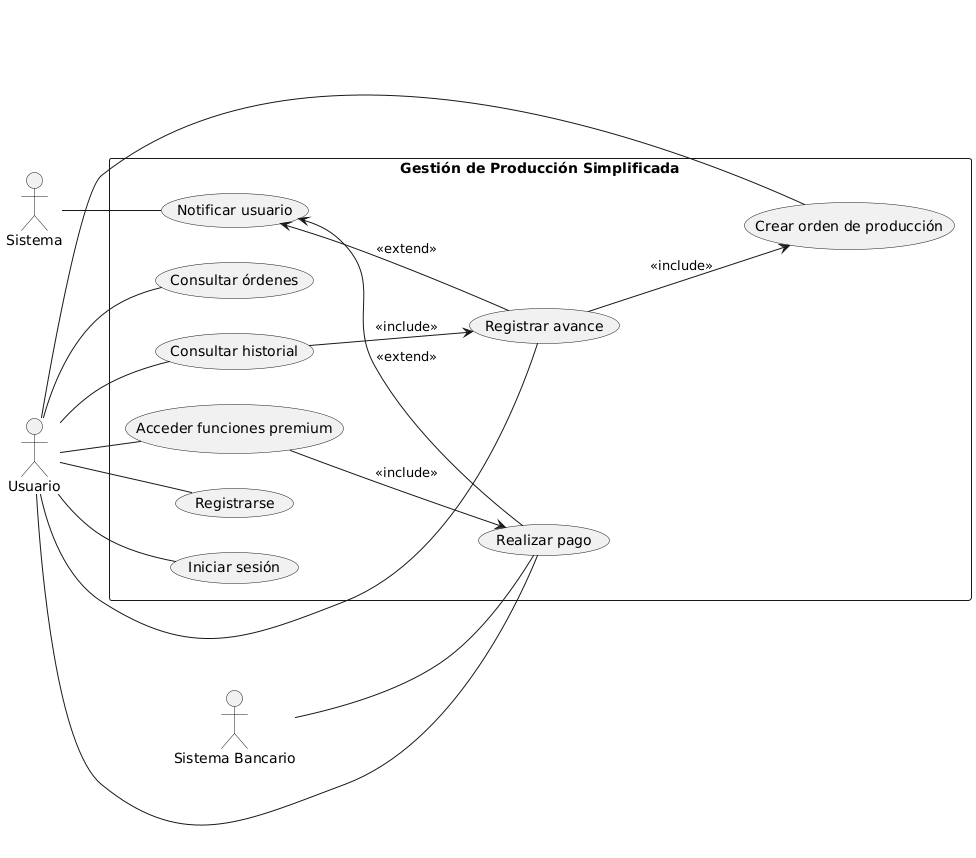 Gestión de Producción Simplificada
Sistema
Notificar usuario
Crear orden de producción
«extend»
«include»
Consultar órdenes
Registrar avance
«include»
Consultar historial
«extend»
Acceder funciones premium
«include»
Usuario
Registrarse
Realizar pago
Iniciar sesión
Sistema Bancario